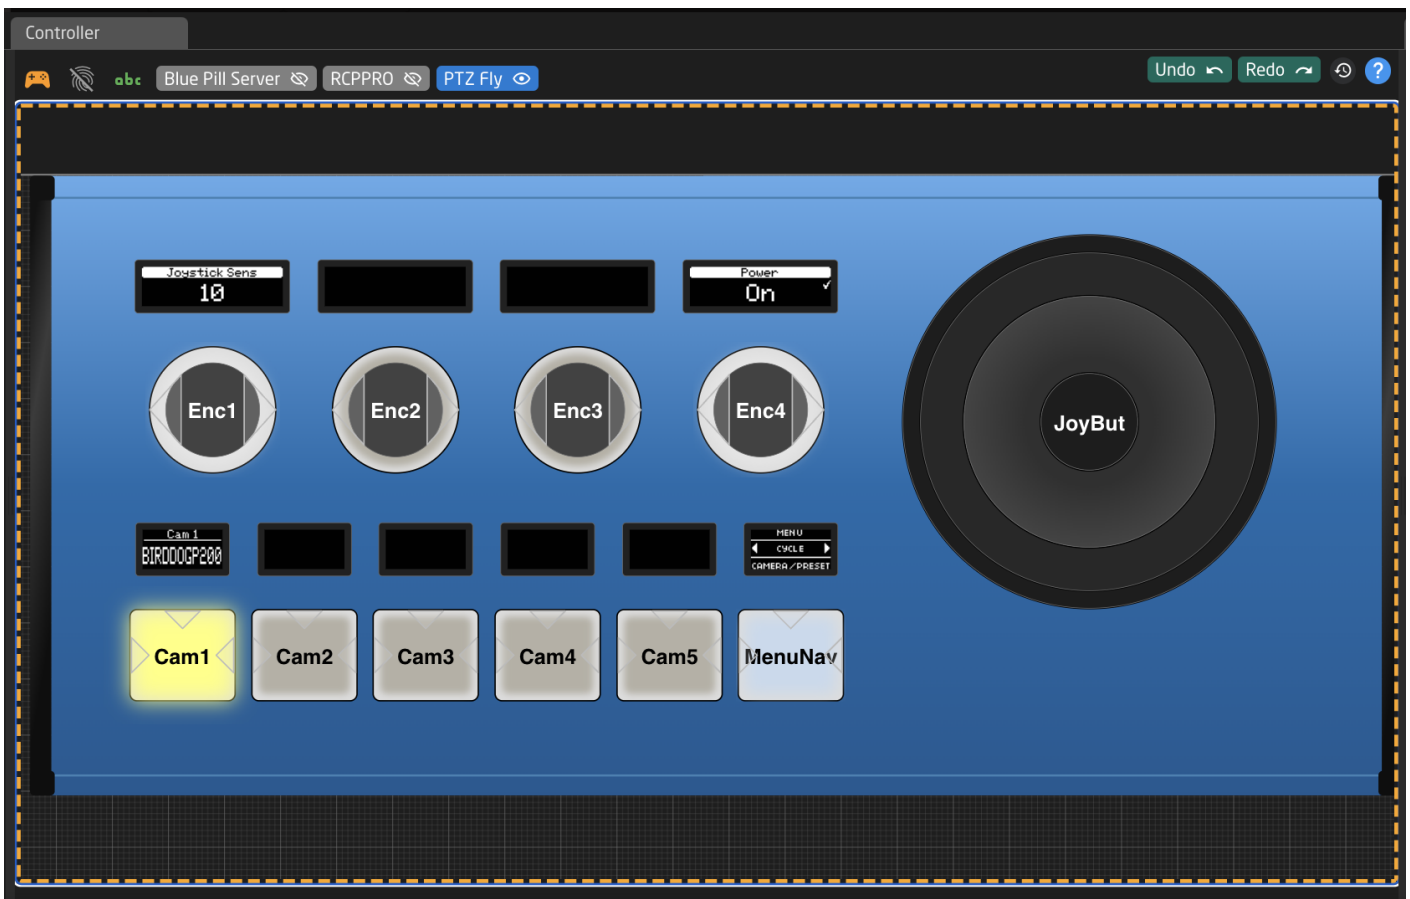 Controller
abc
Blue Pill Server
RCPPRO
PTZ Fly
Undo
Redo
?
Joystick Sens
10
Power
On
Enc1
Enc2
Enc3
Enc4
JoyBut
Cam 1
BIRDDOGP200
MENU
CYCLE
CAMERA/PRESET
Cam1
Cam2
Cam3
Cam4
Cam5
MenuNav